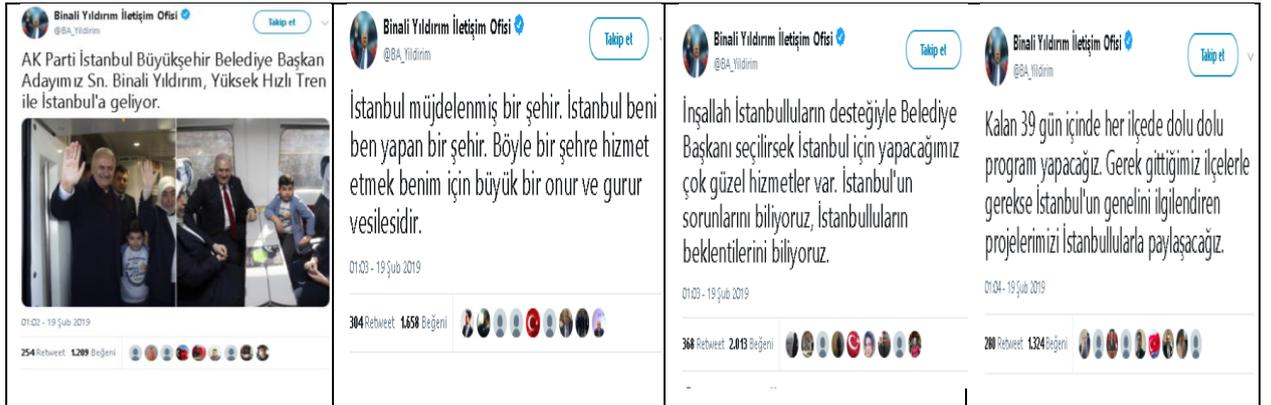 Binali Yıldırım İletişim Ofisi
@BA_Yildirim
Takip et
AK Parti İstanbul Büyükşehir Belediye Başkan
Adayımız Sn. Binali Yıldırım, Yüksek Hızlı Tren
ile İstanbul'a geliyor.
01:02 - 19 Şub 2019
254 Retweet 1.209 Beğeni
Binali Yıldırım İletişim Ofisi
@BA_Yildirim
Takip et
İstanbul müjdelenmiş bir şehir. İstanbul beni
ben yapan bir şehir. Böyle bir şehre hizmet
etmek benim için büyük bir onur ve gurur
vesilesidir.
01:03 - 19 Şub 2019
304 Retweet 1.658 Beğeni
Binali Yıldırım İletişim Ofisi
@BA_Yildirim
Takip et
İnşallah İstanbulluların desteğiyle Belediye
Başkanı seçilirsek İstanbul için yapacağımız
çok güzel hizmetler var. İstanbul'un
sorunlarını biliyoruz, İstanbulluların
beklentilerini biliyoruz.
01:03 - 19 Şub 2019
368 Retweet 2.013 Beğeni
Binali Yıldırım İletişim Ofisi
@BA_Yildirim
Takip et
Kalan 39 gün içinde her ilçede dolu dolu
program yapacağız. Gerek gittiğimiz ilçelerle
gerekse İstanbul'un genelini ilgilendiren
projelerimizi İstanbullularla paylaşacağız.
01:04 - 19 Şub 2019
280 Retweet 1.324 Beğeni